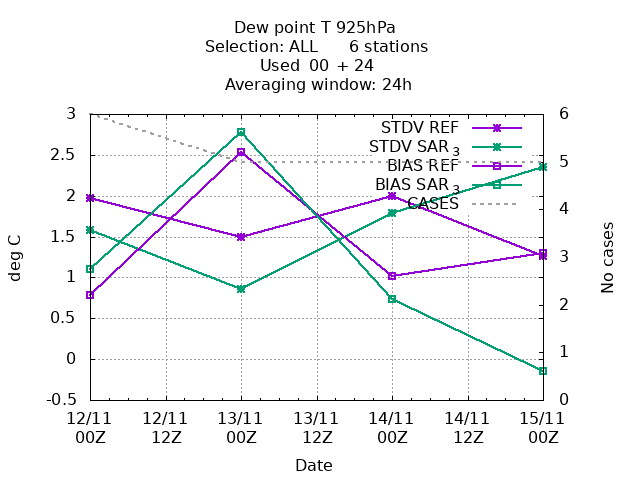 Dew point T 925hPa
Selection: ALL 6 stations
Used 00 + 24
Averaging window: 24h
3
2.5
2
1.5
1
0.5
0
-0.5
deg C
6
5
4
3
2
1
0
No cases
STDV REF
STDV SAR3
BIAS REF
BIAS SAR3
CASES
12/11 12/11 13/11 13/11 14/11 14/11 15/11
00Z 12Z 00Z 12Z 00Z 12Z 00Z
Date